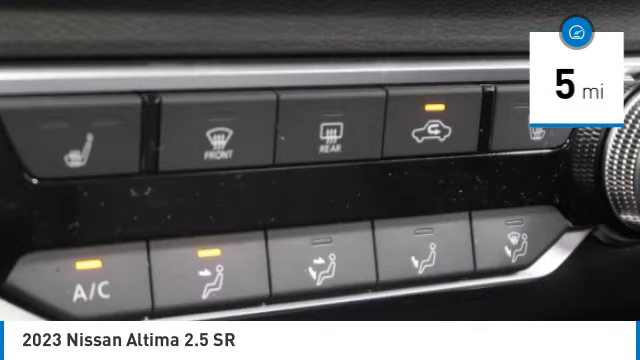 5 mi
FRONT
REAR
A/C
2023 Nissan Altima 2.5 SR